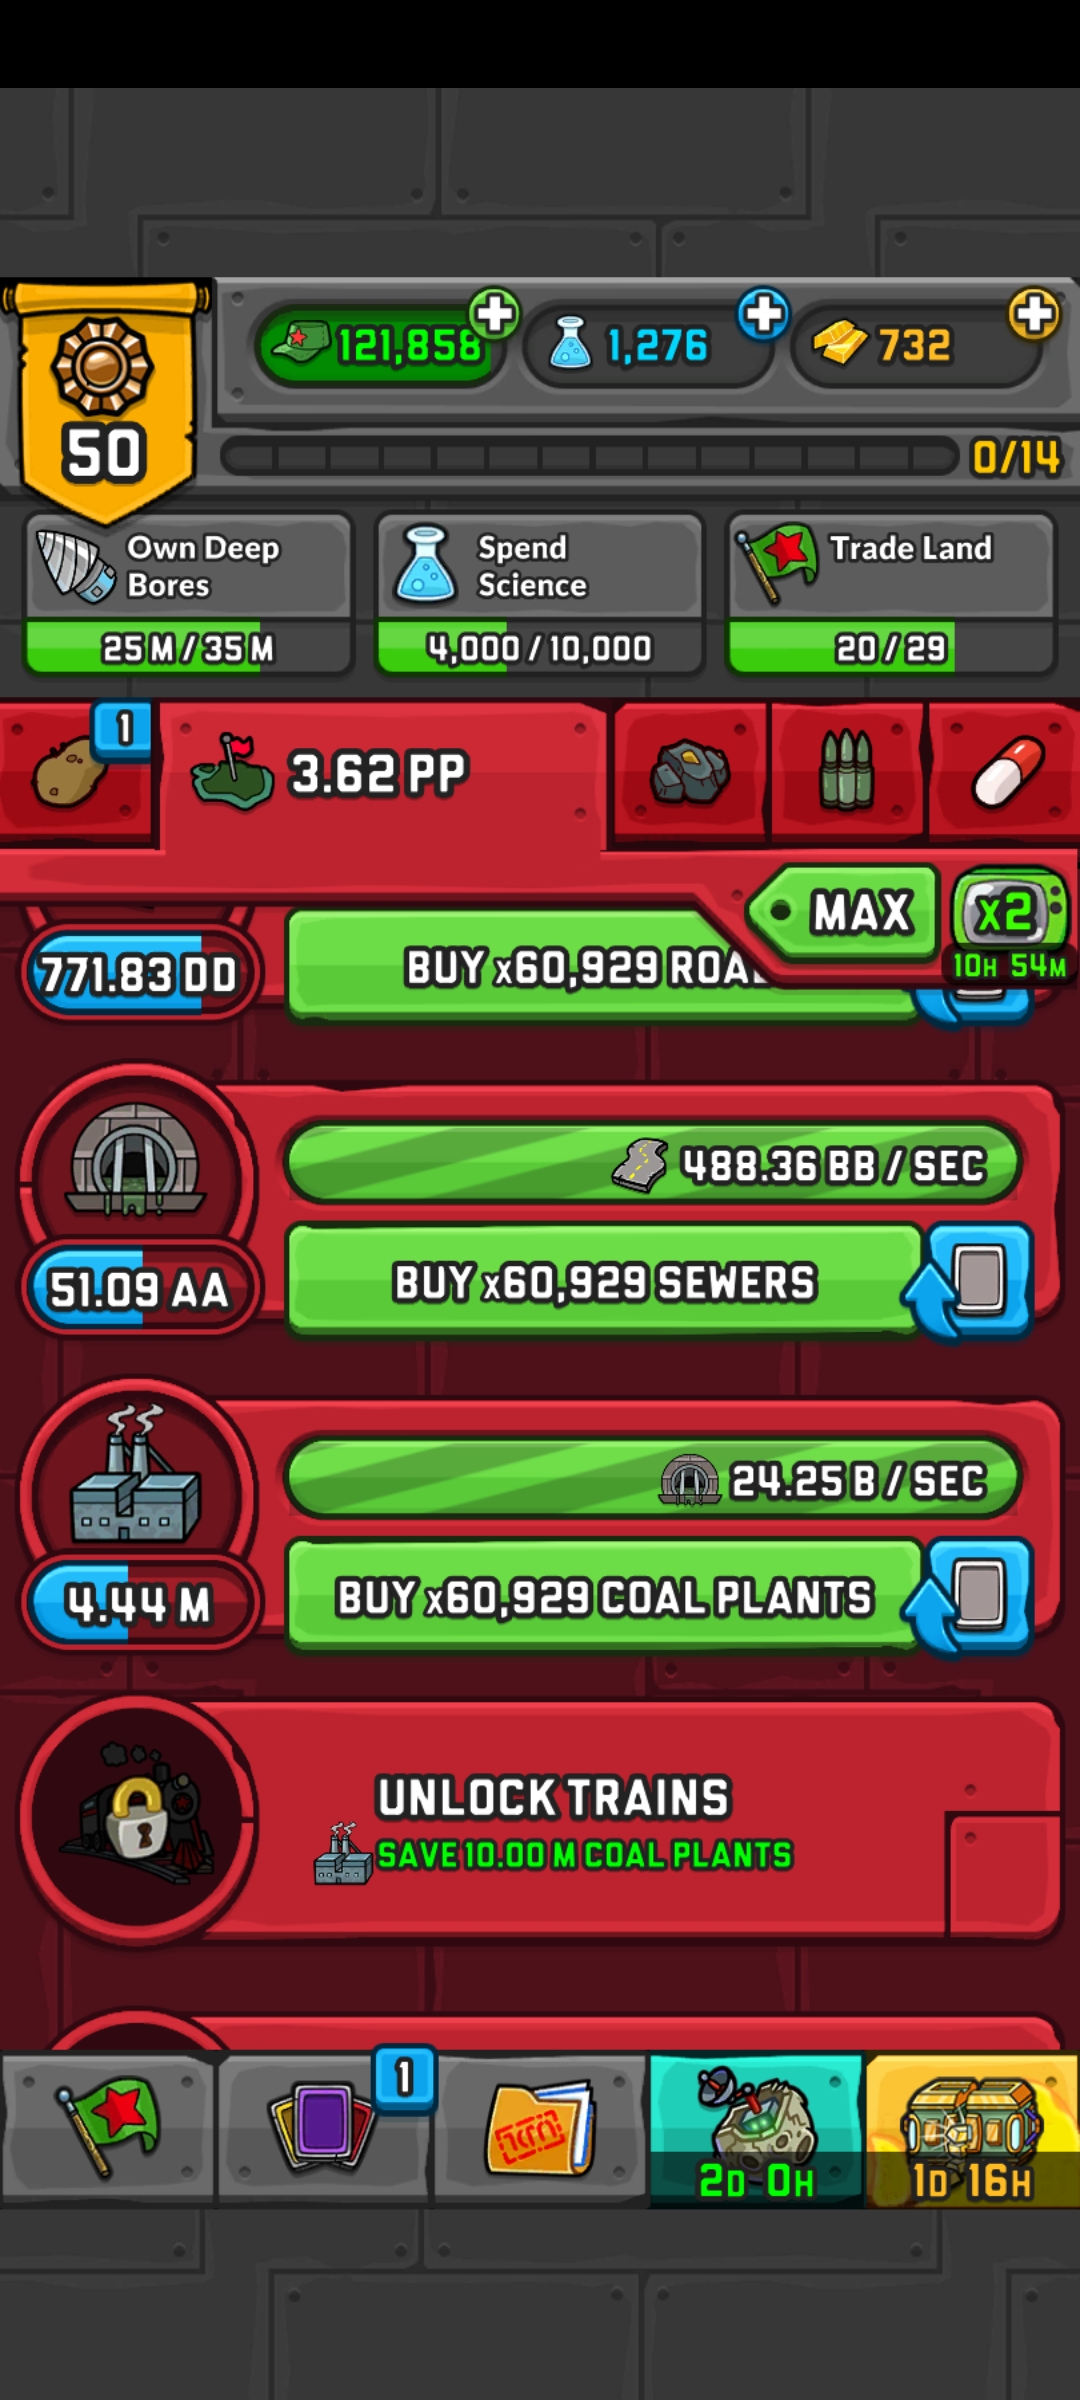 121,858
1,276
732
50
0/14
Own Deep
Bores
25 M / 35 M
Spend
Science
4,000 / 10,000
Trade Land
20 / 29
1
3.62 PP
MAX
x2
10H 54M
771.83 DD
BUY x60,929
488.36 BB / SEC
51.09 AA
BUY x60,929 SEWERS
24.25 B / SEC
4.44 M
BUY x60,929 COAL PLANTS
UNLOCK TRAINS
SAVE 10.00 M COAL PLANTS
1
2D 0H
1D 16H